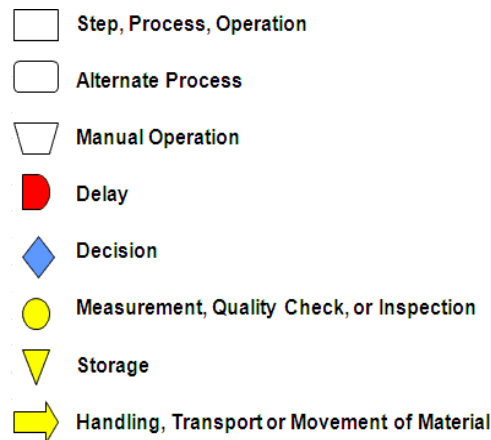 Step, Process, Operation
Alternate Process
Manual Operation
Delay
Decision
Measurement, Quality Check, or Inspection
Storage
Handling, Transport or Movement of Material